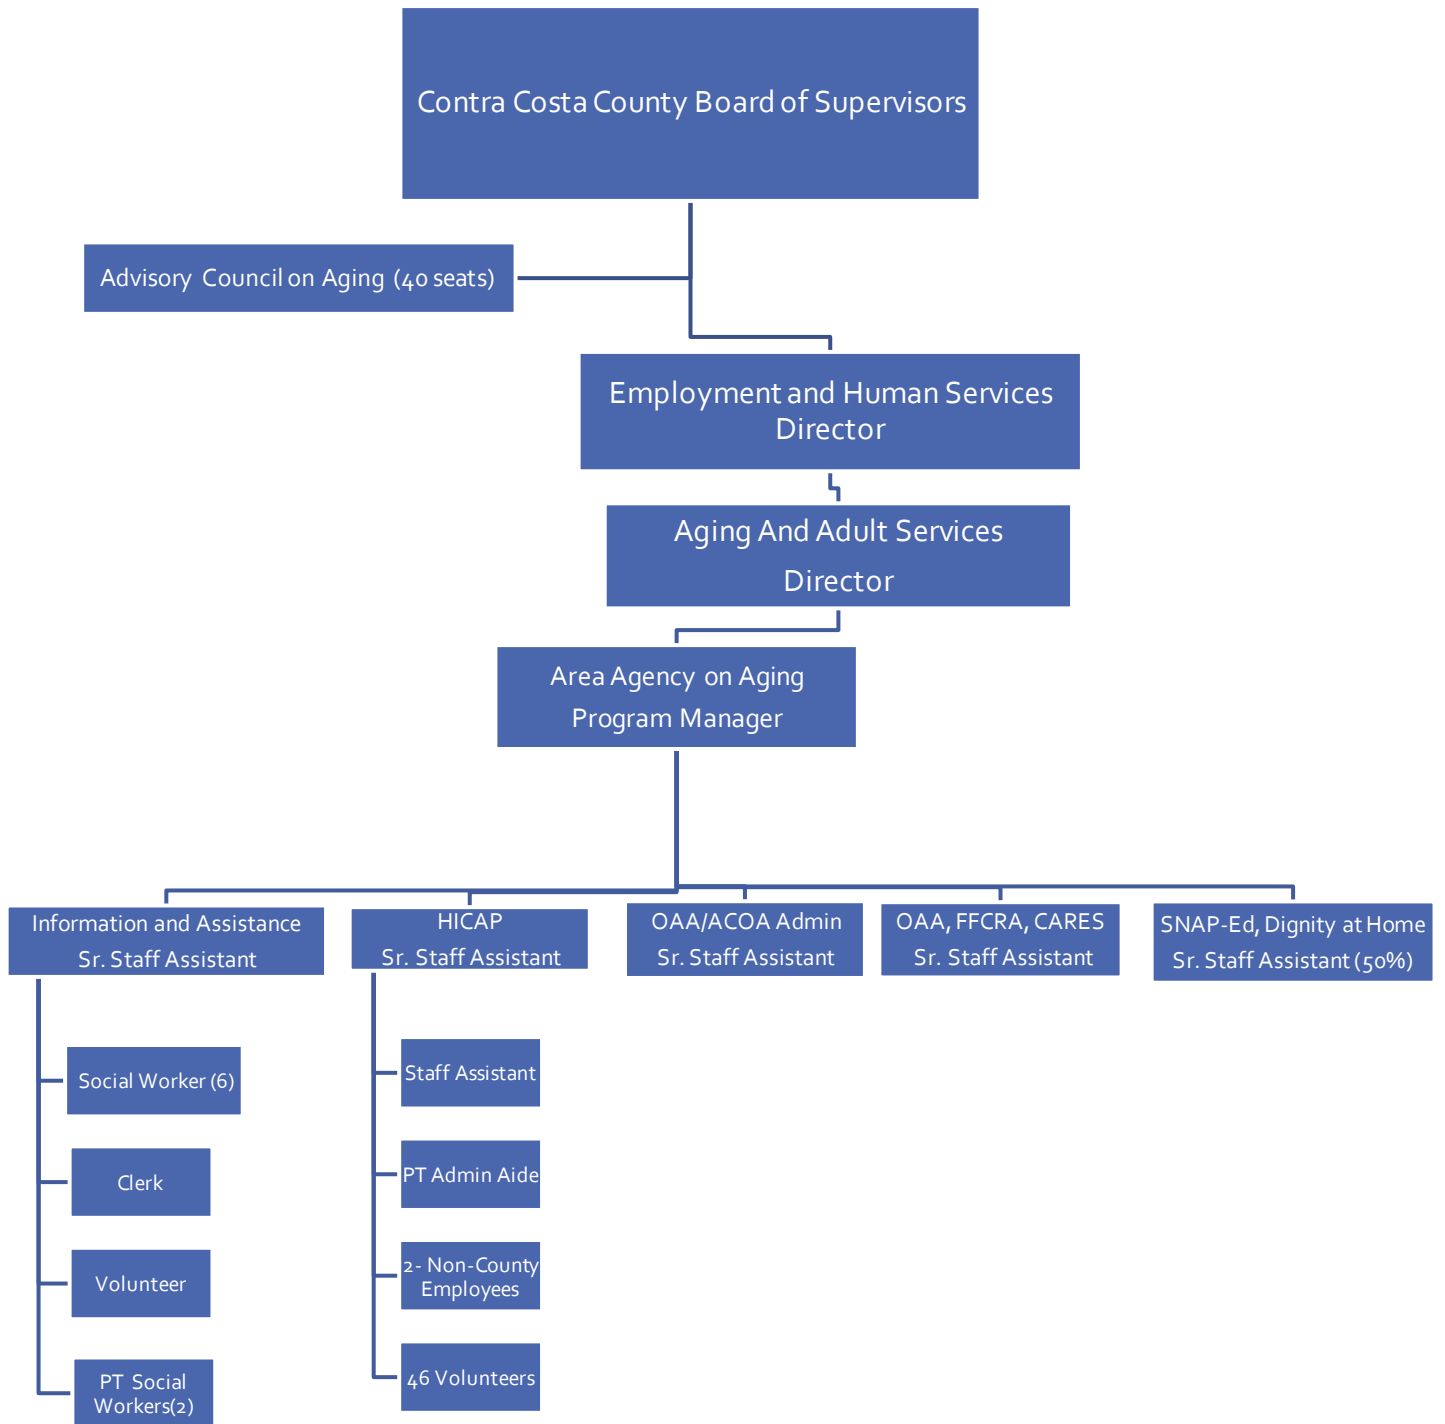 Contra Costa County Board of Supervisors
Advisory Council on Aging (40 seats)
Employment and Human Services
Director
Aging And Adult Services
Director
Area Agency on Aging
Program Manager
Information and Assistance
Sr. Staff Assistant
HICAP
Sr. Staff Assistant
OAA/ACOA Admin
Sr. Staff Assistant
OAA, FFCRA, CARES
Sr. Staff Assistant
SNAP-Ed, Dignity at Home
Sr. Staff Assistant (50%)
Social Worker (6)
Clerk
Volunteer
PT Social
Workers(2)
Staff Assistant
PT Admin Aide
2- Non-County
Employees
46 Volunteers